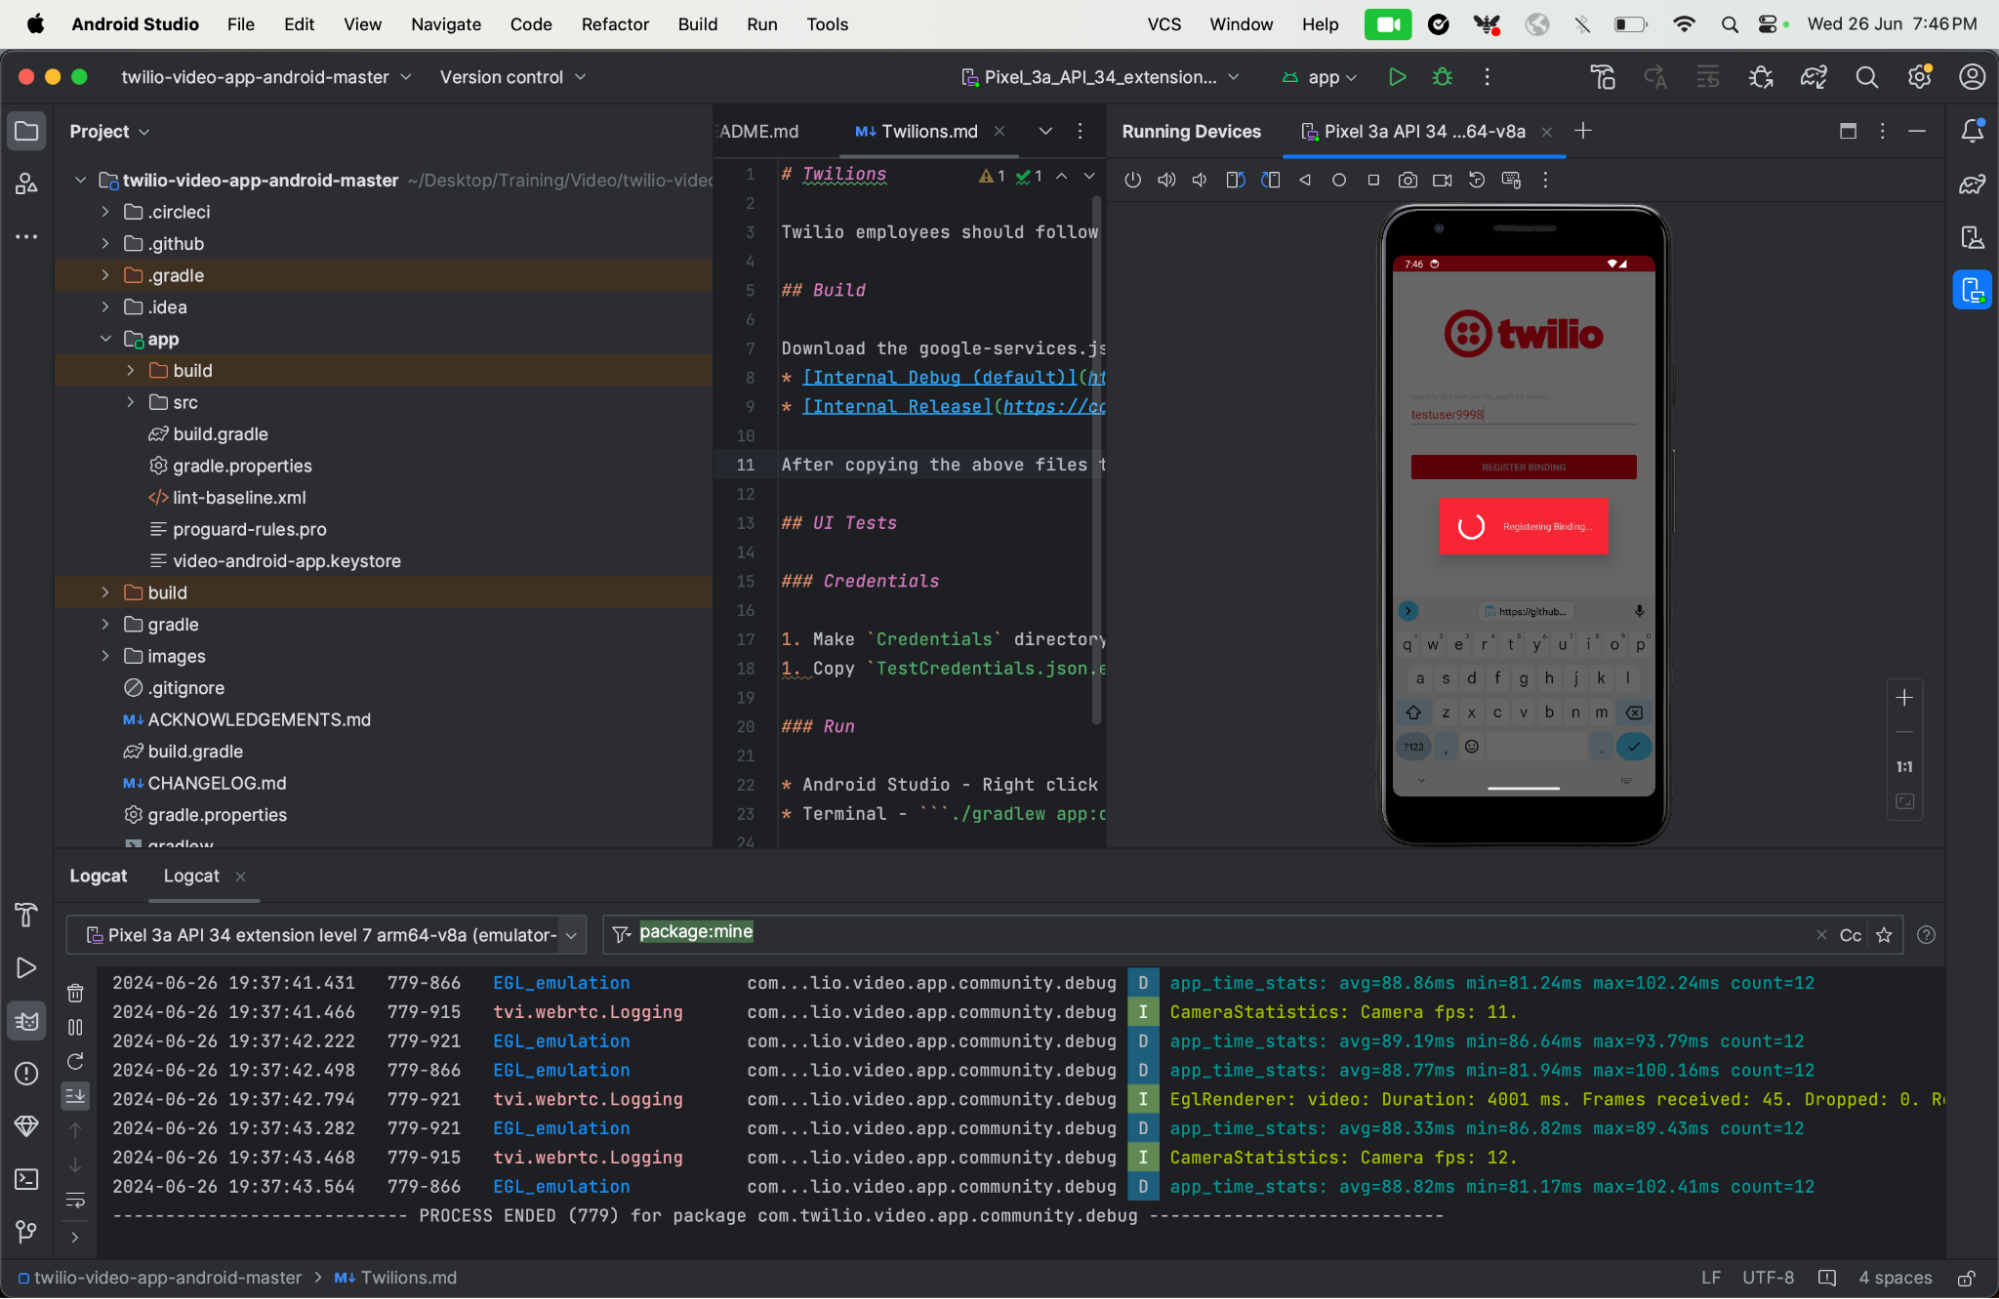 Android Studio File Edit View Navigate Code Refactor Build Run Tools VCS Window Help Wed 26 Jun 7:46 PM
twilio-video-app-android-master Version control Pixel_3a_API_34_extension... app
Project
twilio-video-app-android-master ~/Desktop/Training/Video/twilio-video
.circleci
.github
.gradle
.idea
app
build
src
build.gradle
gradle.properties
lint-baseline.xml
proguard-rules.pro
video-android-app.keystore
build
gradle
images
.gitignore
M↓ ACKNOWLEDGEMENTS.md
build.gradle
M↓ CHANGELOG.md
gradle.properties
gradlew
ADME.md M↓ Twilions.md
1 # Twilions 1 1
2
3 Twilio employees should follow
4
5 ## Build
6
7 Download the google-services.js
8 * [Internal Debug (default)](ht
9 * [Internal Release](https://co
10
11 After copying the above files t
12
13 ## UI Tests
14
15 ### Credentials
16
17 1. Make `Credentials` directory
18 1. Copy `TestCredentials.json.e
19
20 ### Run
21
22 * Android Studio - Right click
23 * Terminal - ```./gradlew app:c
24
Running Devices Pixel 3a API 34 ...64-v8a
7:46
twilio
testuser9998
REGISTER BINDING
Registering Binding...
https://github...
q w e r t y u i o p
a s d f g h j k l
z x c v b n m
?123 , .
1:1
Logcat Logcat
Pixel 3a API 34 extension level 7 arm64-v8a (emulator- package:mine Cc
2024-06-26 19:37:41.431 779-866 EGL_emulation com...lio.video.app.community.debug D app_time_stats: avg=88.86ms min=81.24ms max=102.24ms count=12
2024-06-26 19:37:41.466 779-915 tvi.webrtc.Logging com...lio.video.app.community.debug I CameraStatistics: Camera fps: 11.
2024-06-26 19:37:42.222 779-921 EGL_emulation com...lio.video.app.community.debug D app_time_stats: avg=89.19ms min=86.64ms max=93.79ms count=12
2024-06-26 19:37:42.498 779-866 EGL_emulation com...lio.video.app.community.debug D app_time_stats: avg=88.77ms min=81.94ms max=100.16ms count=12
2024-06-26 19:37:42.794 779-921 tvi.webrtc.Logging com...lio.video.app.community.debug I EglRenderer: video: Duration: 4001 ms. Frames received: 45. Dropped: 0. Re
2024-06-26 19:37:43.282 779-921 EGL_emulation com...lio.video.app.community.debug D app_time_stats: avg=88.33ms min=86.82ms max=89.43ms count=12
2024-06-26 19:37:43.468 779-915 tvi.webrtc.Logging com...lio.video.app.community.debug I CameraStatistics: Camera fps: 12.
2024-06-26 19:37:43.564 779-866 EGL_emulation com...lio.video.app.community.debug D app_time_stats: avg=88.82ms min=81.17ms max=102.41ms count=12
---------------------------- PROCESS ENDED (779) for package com.twilio.video.app.community.debug ----------------------------
twilio-video-app-android-master > M↓ Twilions.md LF UTF-8 4 spaces